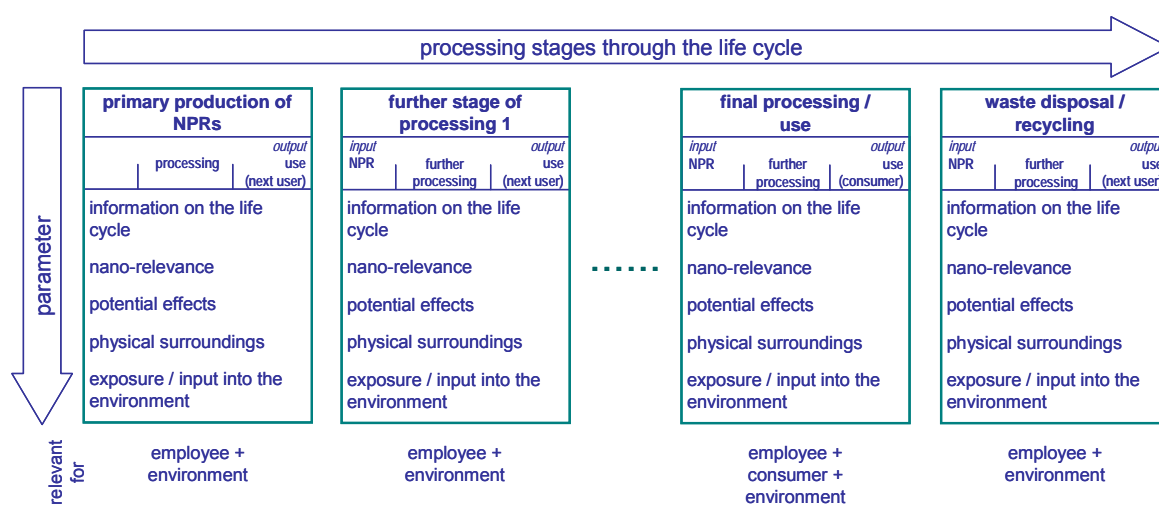 processing stages through the life cycle
parameter
relevant
for
primary production of
NPRs
output
processing
use
(next user)
information on the life
cycle
nano-relevance
potential effects
physical surroundings
exposure / input into the
environment
employee +
environment
further stage of
processing 1
input
output
NPR
further
processing
use
(next user)
information on the life
cycle
nano-relevance
potential effects
physical surroundings
exposure / input into the
environment
employee +
environment
......
final processing /
use
input
output
NPR
further
processing
use
(consumer)
information on the life
cycle
nano-relevance
potential effects
physical surroundings
exposure / input into the
environment
employee +
consumer +
environment
waste disposal /
recycling
input
output
NPR
further
processing
use
(next user)
information on the life
cycle
nano-relevance
potential effects
physical surroundings
exposure / input into the
environment
employee +
environment